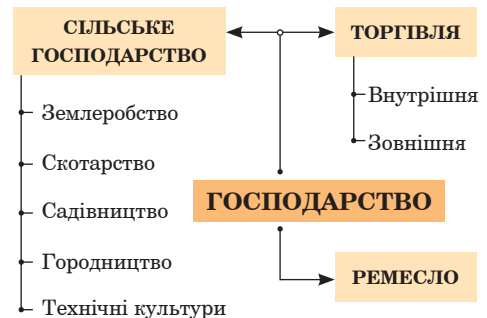 СІЛЬСЬКЕ
ГОСПОДАРСТВО
Землеробство
Скотарство
Садівництво
Городництво
Технічні культури
ТОРГІВЛЯ
Внутрішня
Зовнішня
ГОСПОДАРСТВО
РЕМЕСЛО